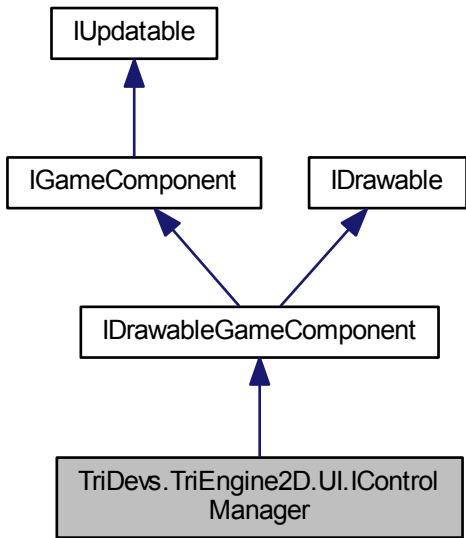 IUpdatable
IGameComponent
IDrawable
IDrawableGameComponent
TriDevs.TriEngine2D.UI.IControl
Manager